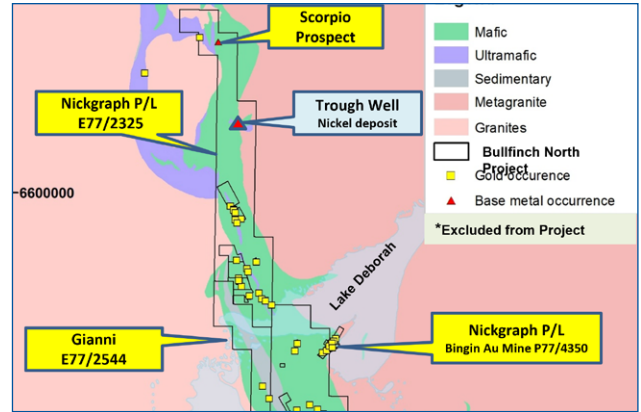 Scorpio
Prospect
Nickgraph P/L
E77/2325
Trough Well
Nickel deposit
6600000
Lake Deborah
Gianni
E77/2544
Nickgraph P/L
Bingin Au Mine P77/4350
Mafic
Ultramafic
Sedimentary
Metagranite
Granites
Bullfinch North
Project
Gold occurence
Base metal occurrence
*Excluded from Project